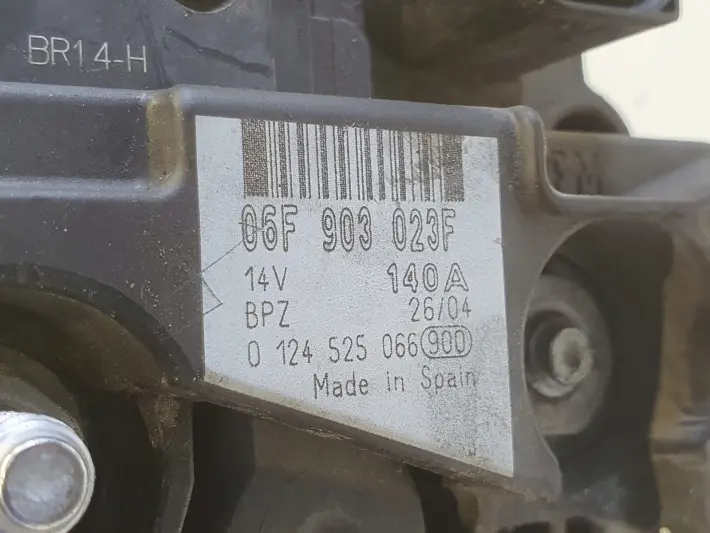 BR14-H
06F 903 023F
14V 140A
BPZ 26/04
0 124 525 066 900
Made in Spain